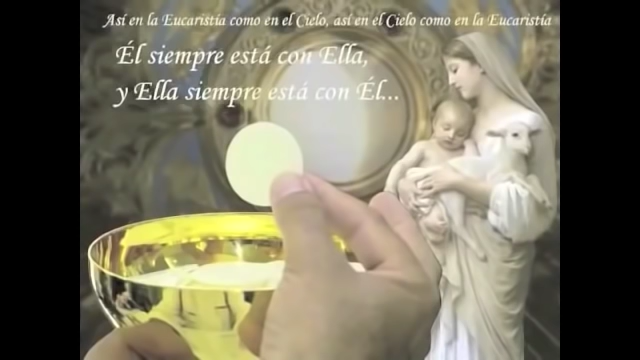 Así en la Eucaristía como en el Cielo, así en el Cielo como en la Eucaristía
Él siempre está con Ella,
y Ella siempre está con Él...